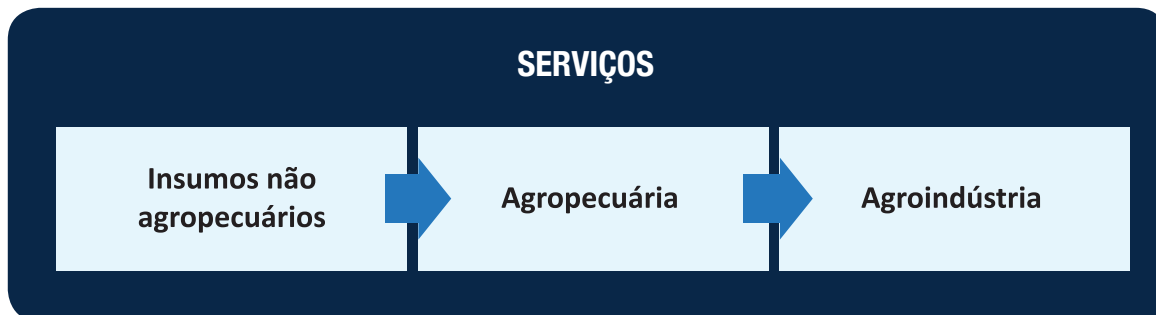 SERVIÇOS
Insumos não
agropecuários
Agropecuária
Agroindústria